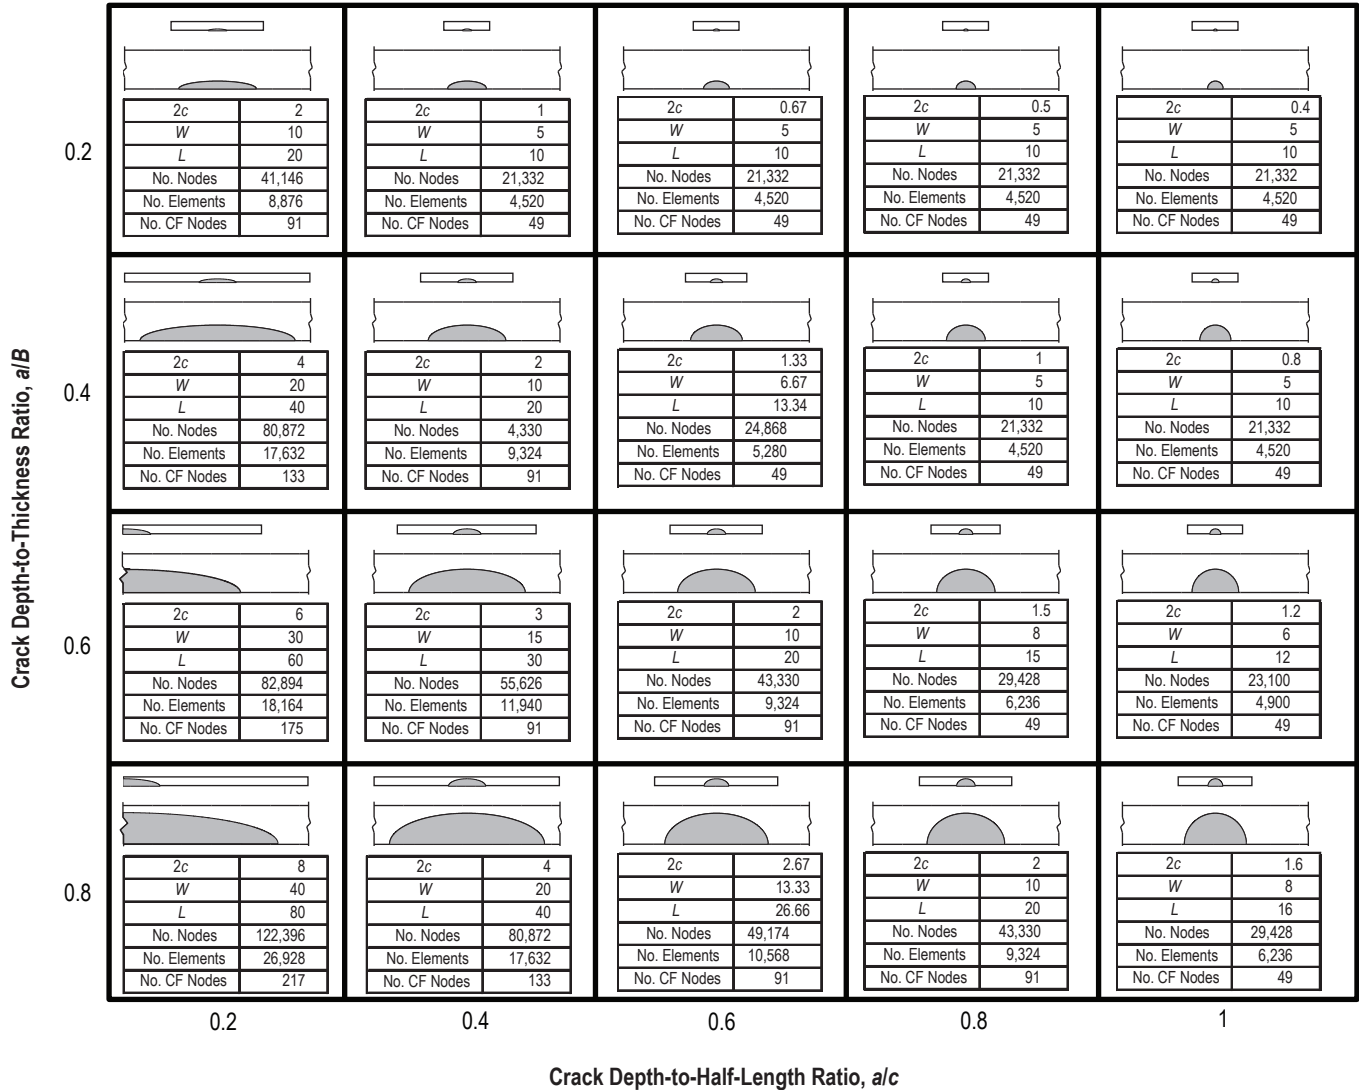 Crack Depth-to-Thickness Ratio, a/B
0.2
2c 2
W 10
L 20
No. Nodes 41,146
No. Elements 8,876
No. CF Nodes 91
2c 1
W 5
L 10
No. Nodes 21,332
No. Elements 4,520
No. CF Nodes 49
2c 0.67
W 5
L 10
No. Nodes 21,332
No. Elements 4,520
No. CF Nodes 49
2c 0.5
W 5
L 10
No. Nodes 21,332
No. Elements 4,520
No. CF Nodes 49
2c 0.4
W 5
L 10
No. Nodes 21,332
No. Elements 4,520
No. CF Nodes 49
0.4
2c 4
W 20
L 40
No. Nodes 80,872
No. Elements 17,632
No. CF Nodes 133
2c 2
W 10
L 20
No. Nodes 4,330
No. Elements 9,324
No. CF Nodes 91
2c 1.33
W 6.67
L 13.34
No. Nodes 24,868
No. Elements 5,280
No. CF Nodes 49
2c 1
W 5
L 10
No. Nodes 21,332
No. Elements 4,520
No. CF Nodes 49
2c 0.8
W 5
L 10
No. Nodes 21,332
No. Elements 4,520
No. CF Nodes 49
0.6
2c 6
W 30
L 60
No. Nodes 82,894
No. Elements 18,164
No. CF Nodes 175
2c 3
W 15
L 30
No. Nodes 55,626
No. Elements 11,940
No. CF Nodes 91
2c 2
W 10
L 20
No. Nodes 43,330
No. Elements 9,324
No. CF Nodes 91
2c 1.5
W 8
L 15
No. Nodes 29,428
No. Elements 6,236
No. CF Nodes 49
2c 1.2
W 6
L 12
No. Nodes 23,100
No. Elements 4,900
No. CF Nodes 49
0.8
2c 8
W 40
L 80
No. Nodes 122,396
No. Elements 26,928
No. CF Nodes 217
2c 4
W 20
L 40
No. Nodes 80,872
No. Elements 17,632
No. CF Nodes 133
2c 2.67
W 13.33
L 26.66
No. Nodes 49,174
No. Elements 10,568
No. CF Nodes 91
2c 2
W 10
L 20
No. Nodes 43,330
No. Elements 9,324
No. CF Nodes 91
2c 1.6
W 8
L 16
No. Nodes 29,428
No. Elements 6,236
No. CF Nodes 49
0.2 0.4 0.6 0.8 1
Crack Depth-to-Half-Length Ratio, a/c